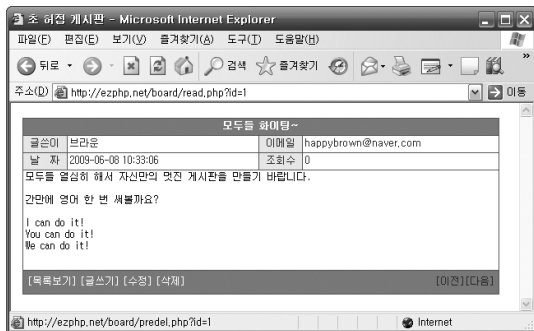 초 허접 게시판 - Microsoft Internet Explorer
파일(F) 편집(E) 보기(V) 즐겨찾기(A) 도구(T) 도움말(H)
뒤로 검색 즐겨찾기 »
주소(D) http://ezphp.net/board/read.php?id=1 이동
모두들 화이팅~
글쓴이 브라운 이메일 happybrown@naver.com
날 짜 2009-06-08 10:33:06 조회수 0
모두들 열심히 해서 자신만의 멋진 게시판을 만들기 바랍니다.
간만에 영어 한 번 써볼까요?
I can do it!
You can do it!
We can do it!
[목록보기] [글쓰기] [수정] [삭제] [이전][다음]
http://ezphp.net/board/predel.php?id=1 Internet